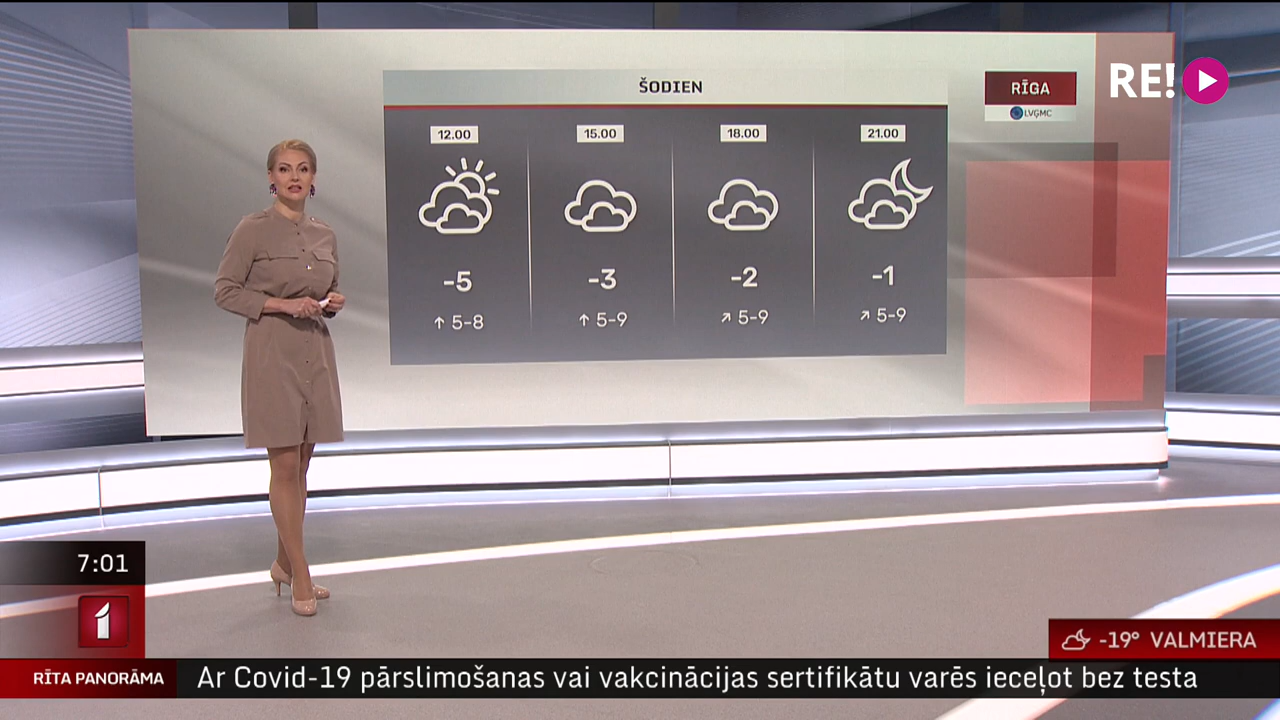 ŠODIEN
RĪGA
LVĢMC
RE!
12.00
15.00
18.00
21.00
-5
-3
-2
-1
↑ 5-8
↑ 5-9
↗ 5-9
↗ 5-9
7:01
1
-19° VALMIERA
RĪTA PANORĀMA
Ar Covid-19 pārslimošanas vai vakcinācijas sertifikātu varēs ieceļot bez testa